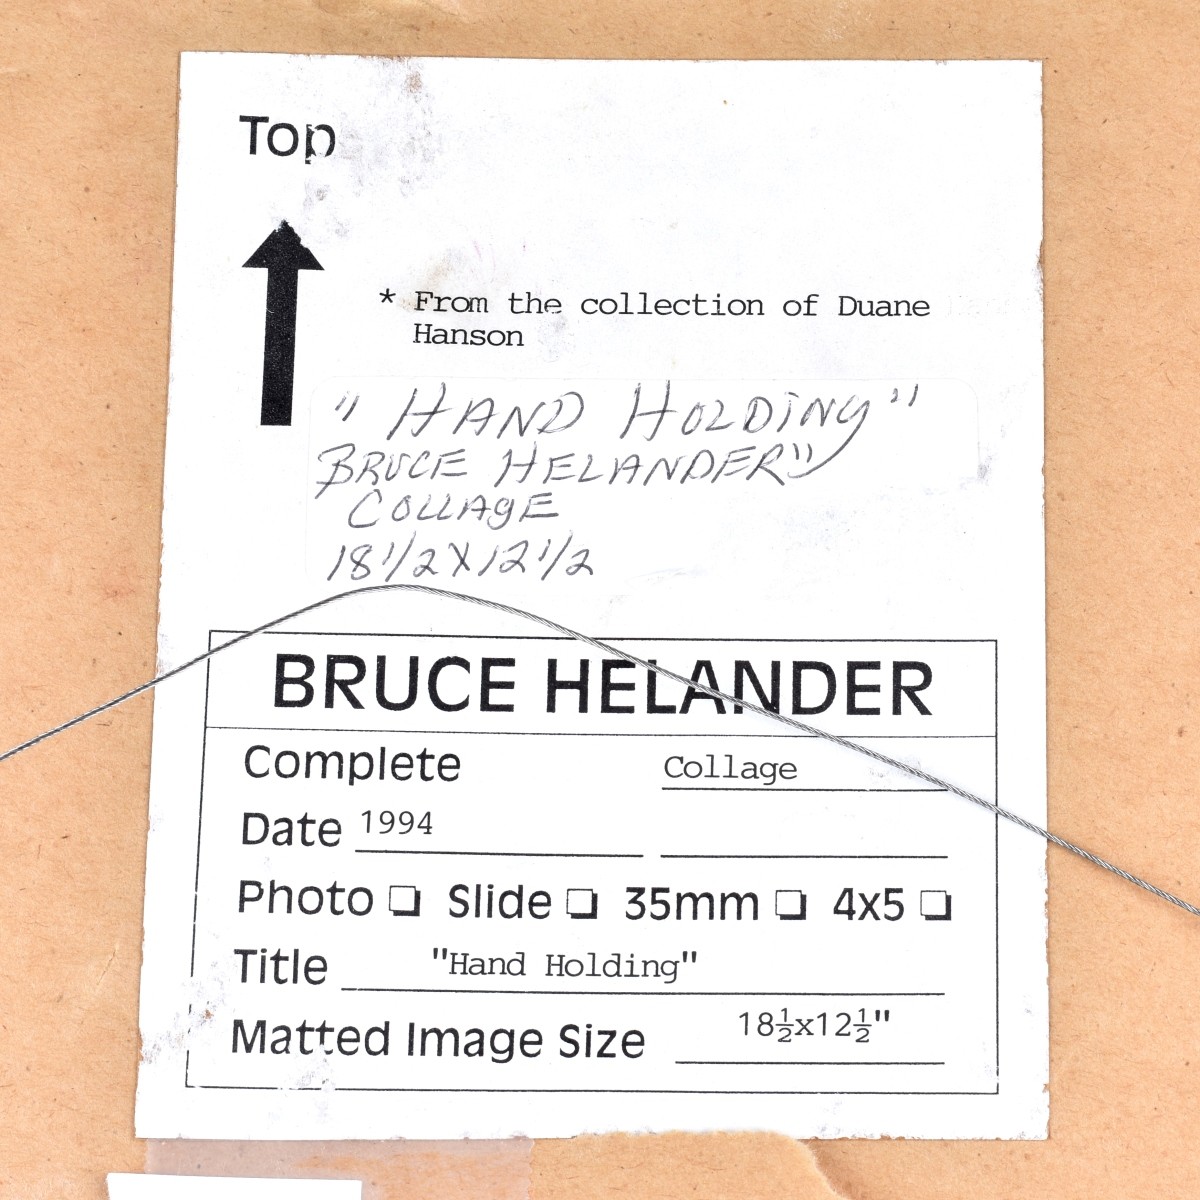 Top
* From the collection of Duane
Hanson
" HAND HOLDING "
BRUCE HELANDER"
COLLAGE
18 1/2 X 12 1/2
BRUCE HELANDER
Complete Collage
Date 1994
Photo ❏ Slide ❏ 35mm ❏ 4x5 ❏
Title "Hand Holding"
Matted Image Size 18½x12½"